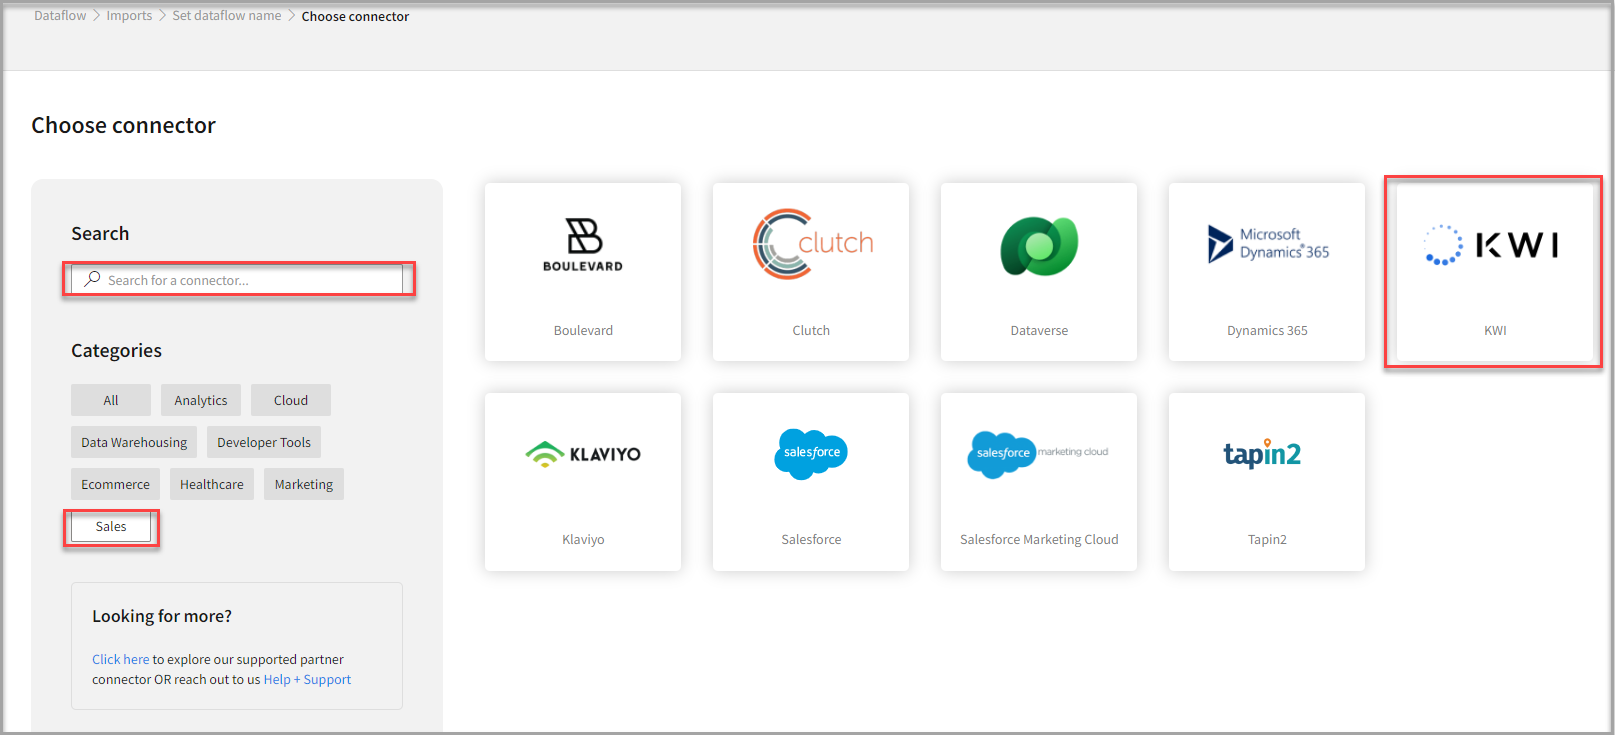 Dataflow > Imports > Set dataflow name > Choose connector
Choose connector
Search
Search for a connector...
Categories
All Analytics Cloud
Data Warehousing Developer Tools
Ecommerce Healthcare Marketing
Sales
Looking for more?
Click here to explore our supported partner
connector OR reach out to us Help + Support
BOULEVARD
Boulevard
clutch
Clutch
Dataverse
Microsoft
Dynamics 365
Dynamics 365
KWI
KWI
KLAVIYO
Klaviyo
salesforce
Salesforce
salesforce marketing cloud
Salesforce Marketing Cloud
tapin2
Tapin2